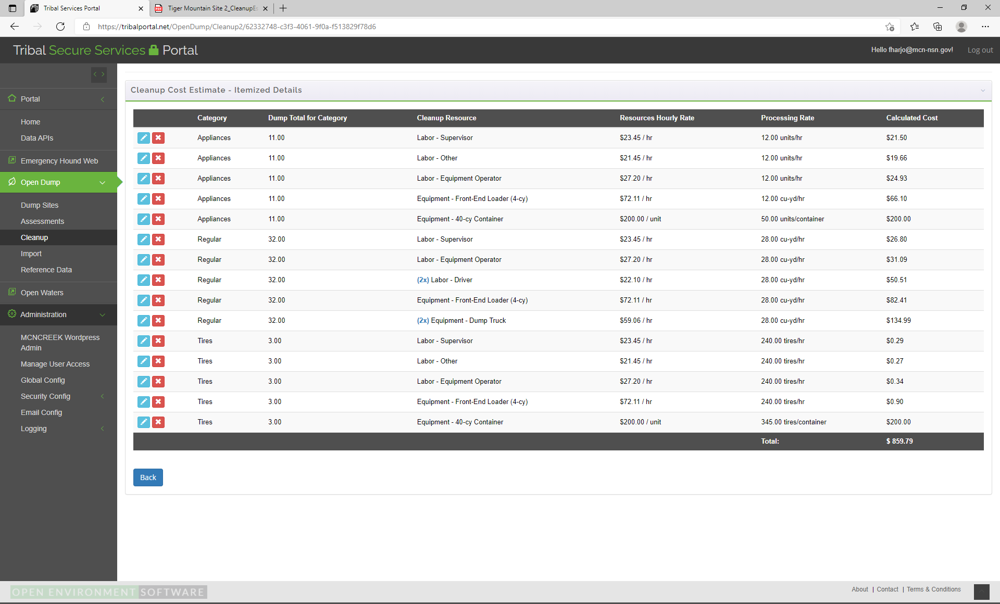 Tribal Services Portal
Tiger Mountain Site 2_CleanupEs
https://tribalportal.net/OpenDump/Cleanup2/62332748-c3f3-4061-9f0a-f513829f78d6
Tribal Secure Services Portal
Hello fharjo@mcn-nsn.gov!
Log out
Portal
Home
Data APIs
Emergency Hound Web
Open Dump
Dump Sites
Assessments
Cleanup
Import
Reference Data
Open Waters
Administration
MCNCREEK Wordpress
Admin
Manage User Access
Global Config
Security Config
Email Config
Logging
Cleanup Cost Estimate - Itemized Details
Category Dump Total for Category Cleanup Resource Resources Hourly Rate Processing Rate Calculated Cost
Appliances 11.00 Labor - Supervisor $23.45 / hr 12.00 units/hr $21.50
Appliances 11.00 Labor - Other $21.45 / hr 12.00 units/hr $19.66
Appliances 11.00 Labor - Equipment Operator $27.20 / hr 12.00 units/hr $24.93
Appliances 11.00 Equipment - Front-End Loader (4-cy) $72.11 / hr 12.00 cu-yd/hr $66.10
Appliances 11.00 Equipment - 40-cy Container $200.00 / unit 50.00 units/container $200.00
Regular 32.00 Labor - Supervisor $23.45 / hr 28.00 cu-yd/hr $26.80
Regular 32.00 Labor - Equipment Operator $27.20 / hr 28.00 cu-yd/hr $31.09
Regular 32.00 (2x) Labor - Driver $22.10 / hr 28.00 cu-yd/hr $50.51
Regular 32.00 Equipment - Front-End Loader (4-cy) $72.11 / hr 28.00 cu-yd/hr $82.41
Regular 32.00 (2x) Equipment - Dump Truck $59.06 / hr 28.00 cu-yd/hr $134.99
Tires 3.00 Labor - Supervisor $23.45 / hr 240.00 tires/hr $0.29
Tires 3.00 Labor - Other $21.45 / hr 240.00 tires/hr $0.27
Tires 3.00 Labor - Equipment Operator $27.20 / hr 240.00 tires/hr $0.34
Tires 3.00 Equipment - Front-End Loader (4-cy) $72.11 / hr 240.00 tires/hr $0.90
Tires 3.00 Equipment - 40-cy Container $200.00 / unit 345.00 tires/container $200.00
Total: $ 859.79
Back
OPEN ENVIRONMENT SOFTWARE
About | Contact | Terms & Conditions